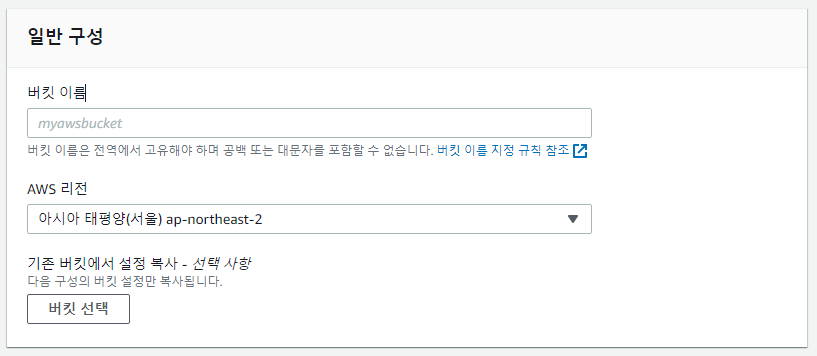 일반 구성
버킷 이름
myawsbucket
버킷 이름은 전역에서 고유해야 하며 공백 또는 대문자를 포함할 수 없습니다. 버킷 이름 지정 규칙 참조
AWS 리전
아시아 태평양(서울) ap-northeast-2
기존 버킷에서 설정 복사 - 선택 사항
다음 구성의 버킷 설정만 복사됩니다.
버킷 선택